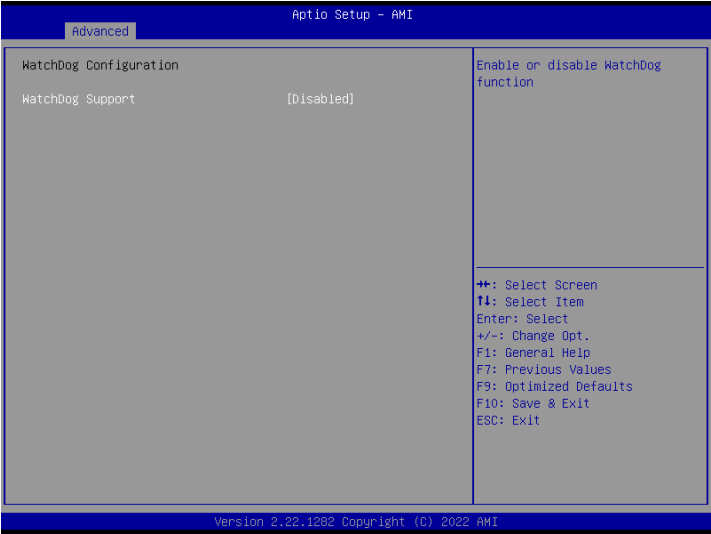 Aptio Setup – AMI
Advanced
WatchDog Configuration
WatchDog Support [Disabled]
Enable or disable WatchDog
function
→←: Select Screen
↑↓: Select Item
Enter: Select
+/-: Change Opt.
F1: General Help
F7: Previous Values
F9: Optimized Defaults
F10: Save & Exit
ESC: Exit
Version 2.22.1282 Copyright (C) 2022 AMI